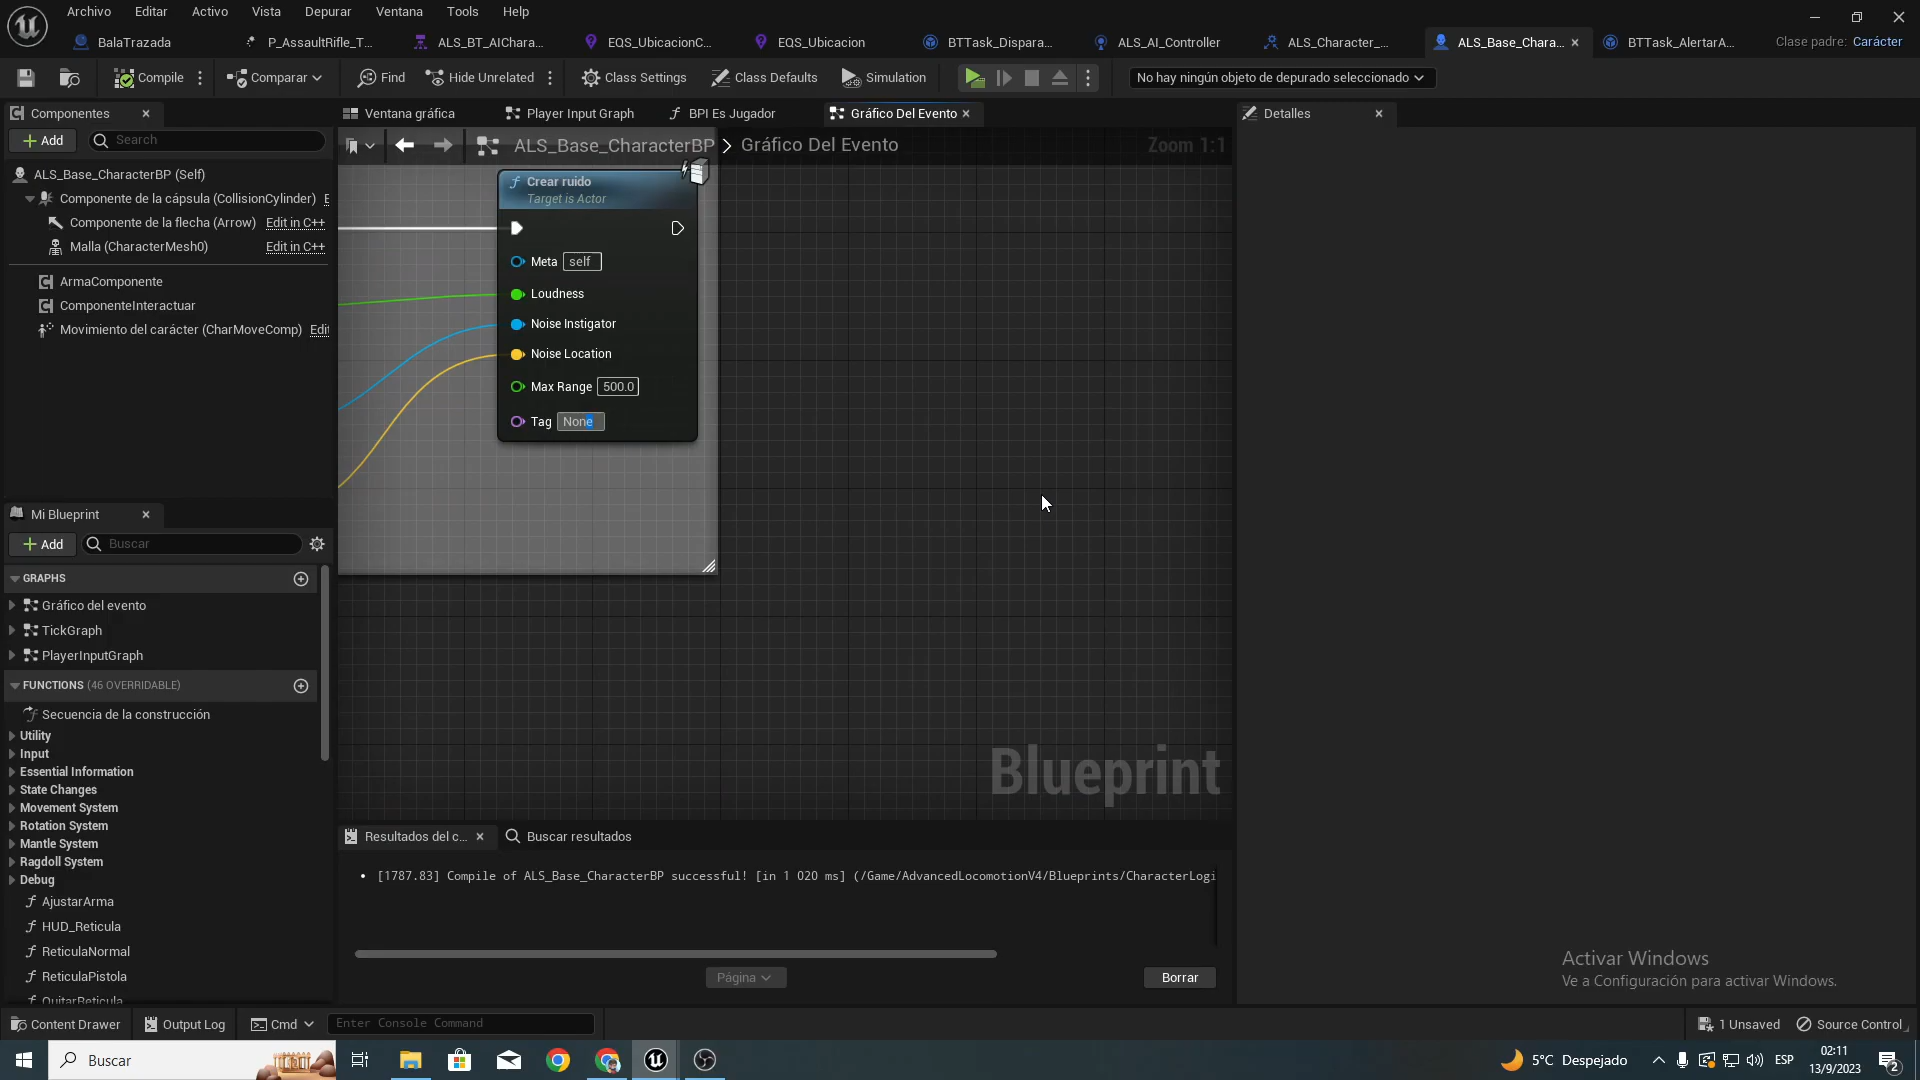 Archivo Editar Activo Vista Depurar Ventana Tools Help
BalaTrazada P_AssaultRifle_T... ALS_BT_AIChara... EQS_UbicacionC... EQS_Ubicacion BTTask_Dispara... ALS_AI_Controller ALS_Character_... ALS_Base_Chara... BTTask_AlertarA... Clase padre: Carácter
Compile Comparar Find Hide Unrelated Class Settings Class Defaults Simulation No hay ningún objeto de depurado seleccionado
Componentes
Add Search
ALS_Base_CharacterBP (Self)
Componente de la cápsula (CollisionCylinder) E
Componente de la flecha (Arrow) Edit in C++
Malla (CharacterMesh0) Edit in C++
ArmaComponente
ComponenteInteractuar
Movimiento del carácter (CharMoveComp) Edit
Mi Blueprint
Add Buscar
GRAPHS
Gráfico del evento
TickGraph
PlayerInputGraph
FUNCTIONS (46 OVERRIDABLE)
Secuencia de la construcción
Utility
Input
Essential Information
State Changes
Movement System
Rotation System
Mantle System
Ragdoll System
Debug
AjustarArma
HUD_Reticula
ReticulaNormal
ReticulaPistola
QuitarReticula
Ventana gráfica Player Input Graph BPI Es Jugador Gráfico Del Evento
ALS_Base_CharacterBP > Gráfico Del Evento Zoom 1:1
Crear ruido
Target is Actor
Meta self
Loudness
Noise Instigator
Noise Location
Max Range 500.0
Tag None
Blueprint
Resultados del c... Buscar resultados
• [1787.83] Compile of ALS_Base_CharacterBP successful! [in 1 020 ms] (/Game/AdvancedLocomotionV4/Blueprints/CharacterLogi
Página Borrar
Detalles
Activar Windows
Ve a Configuración para activar Windows.
Content Drawer Output Log Cmd Enter Console Command 1 Unsaved Source Control
Buscar 5°C Despejado ESP 02:11
13/9/2023 2